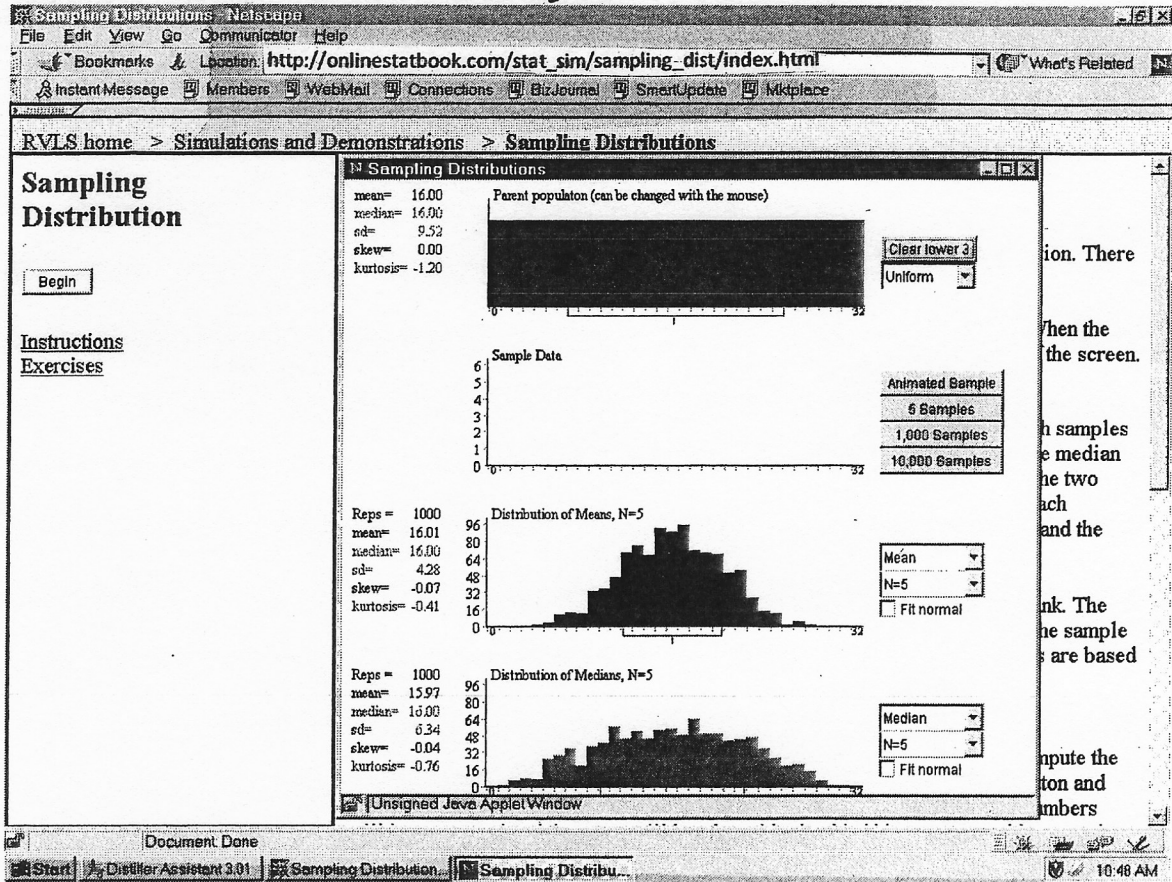 Sampling Distributions - Netscape
File Edit View Go Communicator Help
Bookmarks Location: http://onlinestatbook.com/stat_sim/sampling_dist/index.html What's Related
Instant Message Members WebMail Connections BizJournal SmartUpdate Mktplace
RVLS home > Simulations and Demonstrations > Sampling Distributions
Sampling
Distribution
Begin
Instructions
Exercises
Sampling Distributions
mean= 16.00
median= 16.00
sd= 9.52
skew= 0.00
kurtosis= -1.20
Parent populaton (can be changed with the mouse)
0 32
Clear lower 3
Uniform
Sample Data
6
5
4
3
2
1
0
0 32
Animated Sample
5 Samples
1,000 Samples
10,000 Samples
Reps = 1000
mean= 16.01
median= 16.00
sd= 4.28
skew= -0.07
kurtosis= -0.41
Distribution of Means, N=5
96
80
64
48
32
16
0
0 32
Mean
N=5
Fit normal
Reps = 1000
mean= 15.97
median= 16.00
sd= 6.34
skew= -0.04
kurtosis= -0.76
Distribution of Medians, N=5
96
80
64
48
32
16
0
Median
N=5
Fit normal
Unsigned Java Applet Window
ion. There
When the
the screen.
h samples
e median
he two
ach
and the
nk. The
he sample
s are based
mpute the
ton and
umbers
Document: Done
Start Distiller Assistant 3.01 Sampling Distribution... Sampling Distribu... 10:48 AM